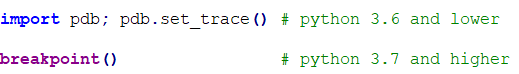 import pdb; pdb.set_trace() # python 3.6 and lower
breakpoint()                # python 3.7 and higher